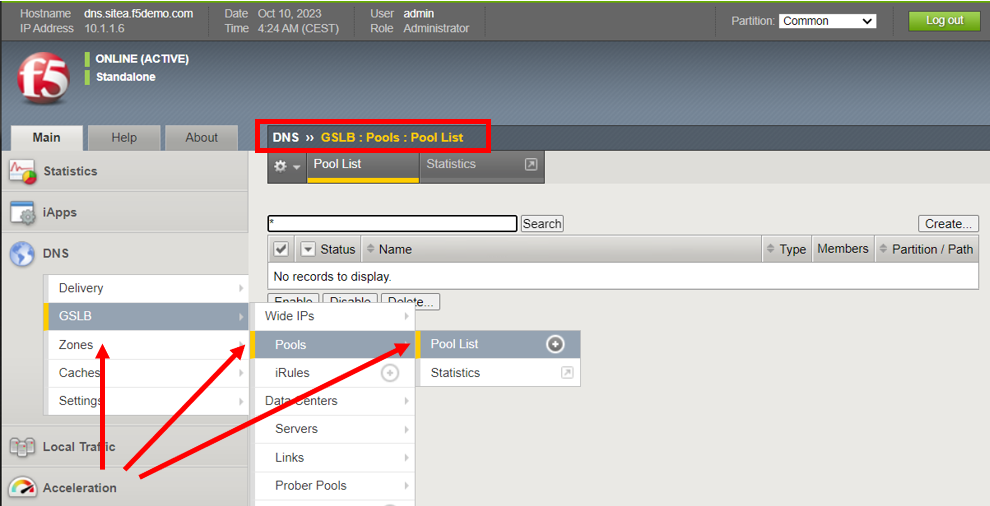 Hostname dns.sitea.f5demo.com Date Oct 10, 2023 User admin
IP Address 10.1.1.6 Time 4:24 AM (CEST) Role Administrator
Partition: Common Log out
f5
ONLINE (ACTIVE)
Standalone
Main Help About
DNS ›› GSLB : Pools : Pool List
Pool List Statistics
Statistics
iApps
DNS
Delivery
GSLB
Zones
Caches
Settings
Local Traffic
Acceleration
* Search Create...
Status Name Type Members Partition / Path
No records to display.
Enable Disable Delete...
Wide IPs
Pools
iRules
Data Centers
Servers
Links
Prober Pools
Pool List
Statistics